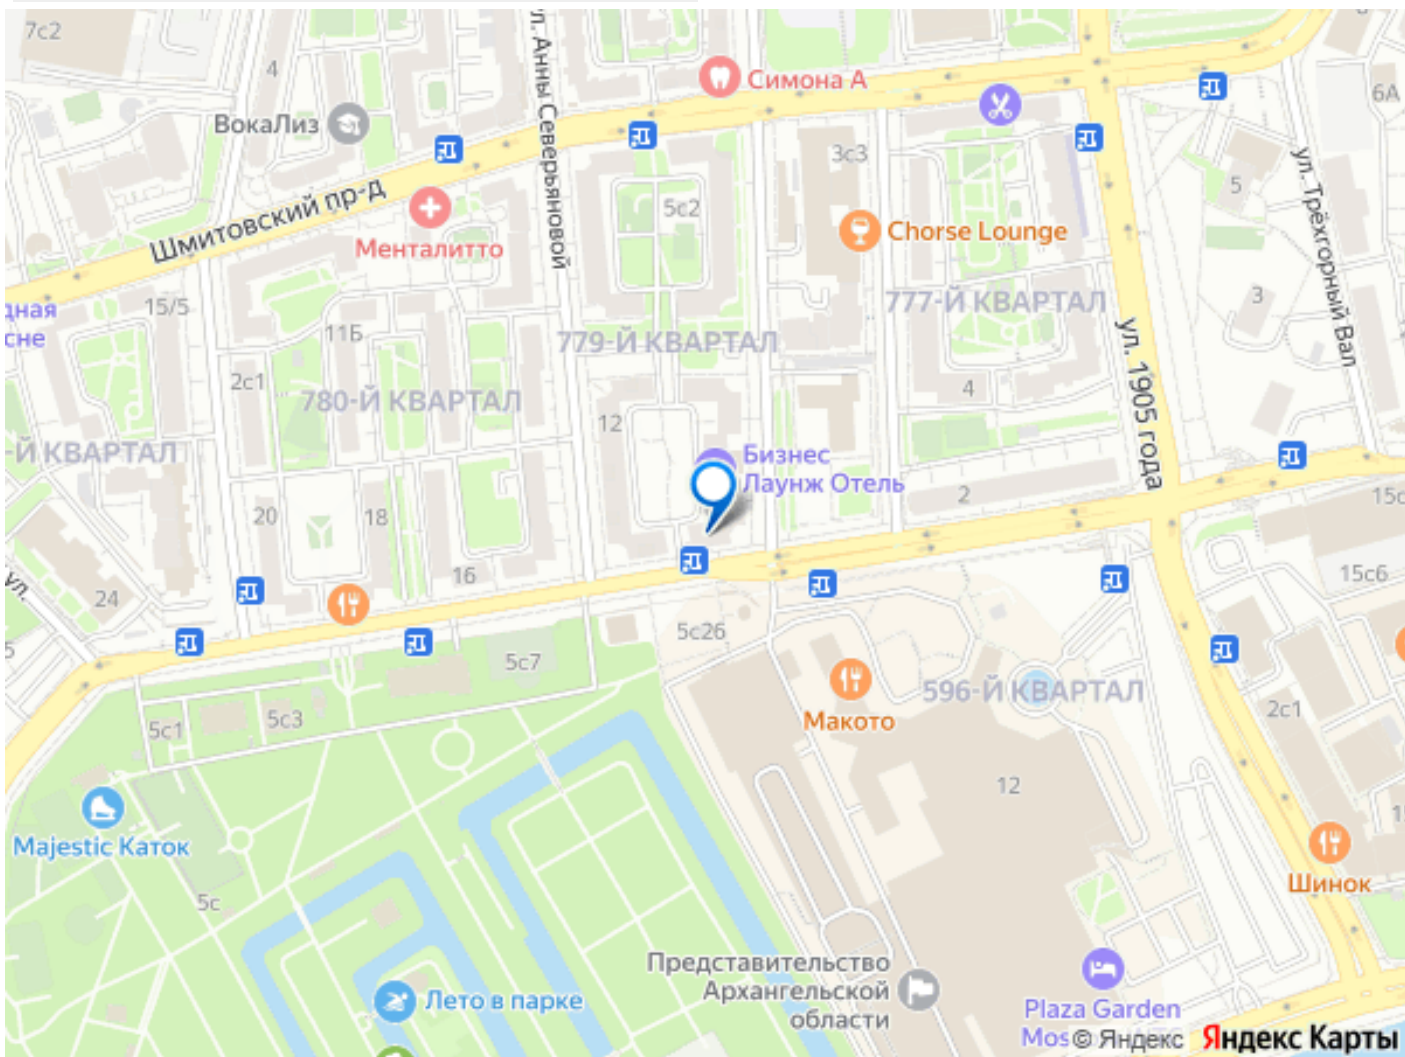 7с2
4
ул. Анны Северьяновой
Симона А
6А
ВокаЛиз
3с3
5
ул. Трёхгорный Вал
Шмитовский пр-д
5с2
Менталитто
Chorse Lounge
15/5
11Б
779-Й КВАРТАЛ
777-Й КВАРТАЛ
3
ул. 1905 года
2с1
780-Й КВАРТАЛ
12
4
-Й КВАРТАЛ
Бизнес
Лаунж Отель
2
20
18
16
24
ул.
5
15с6
5с26
5с7
Макото
596-Й КВАРТАЛ
2с1
5с1
5с3
12
Majestic Каток
Шинок
5с
Представительство
Архангельской
области
Лето в парке
Plaza Garden
Mos
© Яндекс
Яндекс Карты